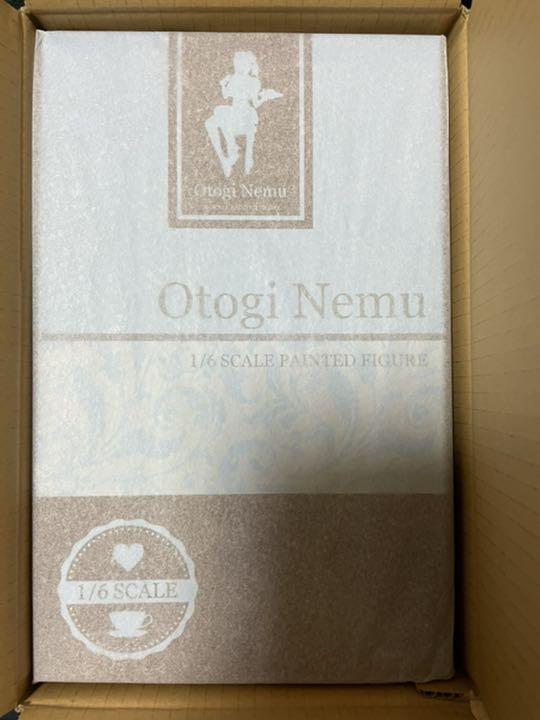 Otogi Nemu
Otogi Nemu
1/6 SCALE PAINTED FIGURE
1/6 SCALE